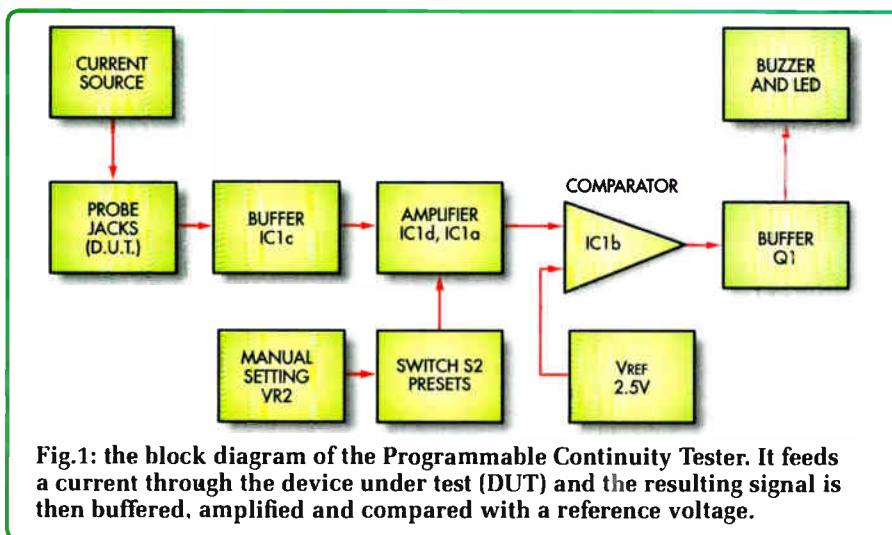 CURRENT
SOURCE
BUZZER
AND LED
PROBE
JACKS
(D.U.T.)
BUFFER
IC1c
AMPLIFIER
IC1d, IC1a
COMPARATOR
IC1b
BUFFER
Q1
MANUAL
SETTING
VR2
SWITCH S2
PRESETS
VREF
2.5V
Fig.1: the block diagram of the Programmable Continuity Tester. It feeds
a current through the device under test (DUT) and the resulting signal is
then buffered, amplified and compared with a reference voltage.